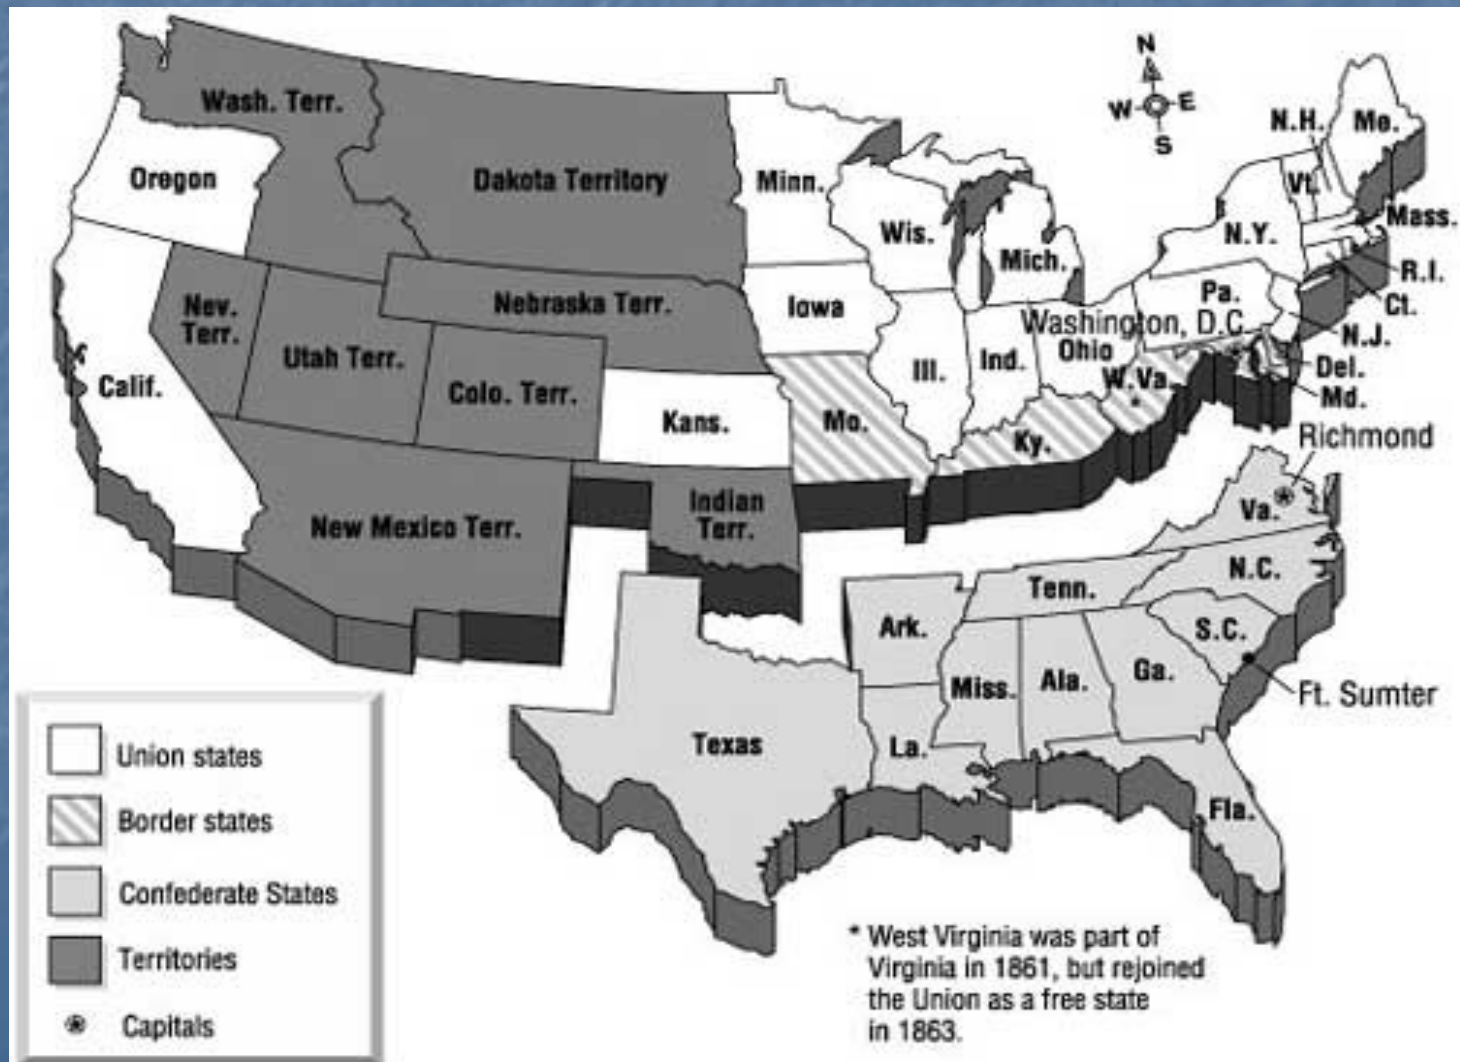 N
W
E
S
Wash. Terr.
Oregon
Dakota Territory
Minn.
Wis.
Mich.
N.H.
Me.
Vt.
Mass.
N.Y.
R.I.
Ct.
Pa.
N.J.
Washington, D.C.
Del.
Md.
Nev.
Terr.
Utah Terr.
Nebraska Terr.
Colo. Terr.
Iowa
Ill.
Ind.
Ohio
W.Va.
*
Calif.
Kans.
Mo.
Ky.
Richmond
Va.
New Mexico Terr.
Indian
Terr.
Tenn.
N.C.
Ark.
S.C.
Miss.
Ala.
Ga.
Ft. Sumter
Texas
La.
Fla.
Union states
Border states
Confederate States
Territories
Capitals
* West Virginia was part of
Virginia in 1861, but rejoined
the Union as a free state
in 1863.